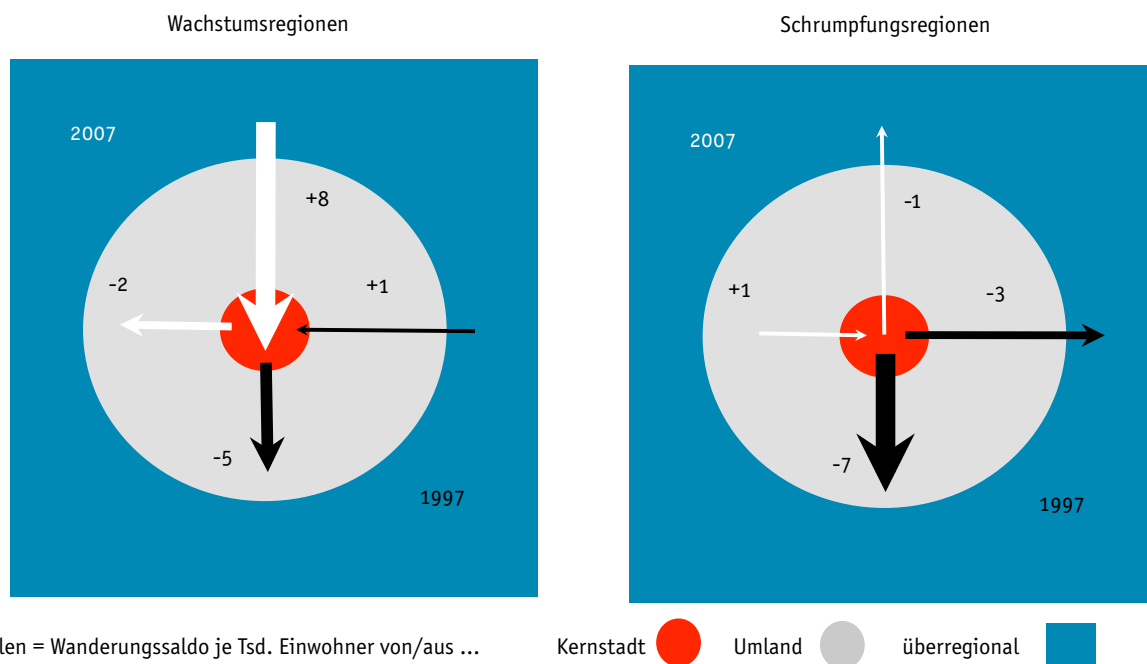 Wachstumsregionen
Schrumpfungsregionen
2007
+8
-2
+1
-5
1997
2007
-1
+1
-3
-7
1997
= Wanderungssaldo je Tsd. Einwohner von/aus ...
Kernstadt
Umland
überregional